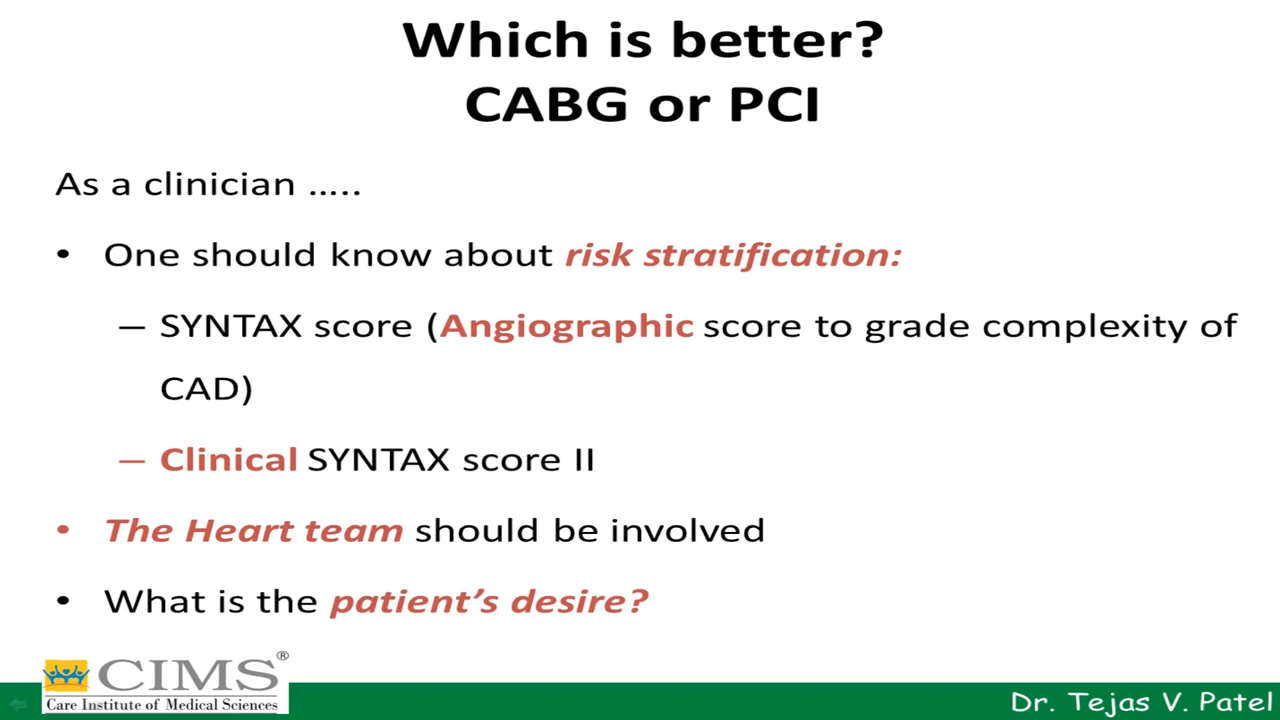 Which is better?
CABG or PCI
As a clinician .....
• One should know about risk stratification:
– SYNTAX score (Angiographic score to grade complexity of
CAD)
– Clinical SYNTAX score II
• The Heart team should be involved
• What is the patient's desire?
CIMS®
Care Institute of Medical Sciences
Dr. Tejas V. Patel